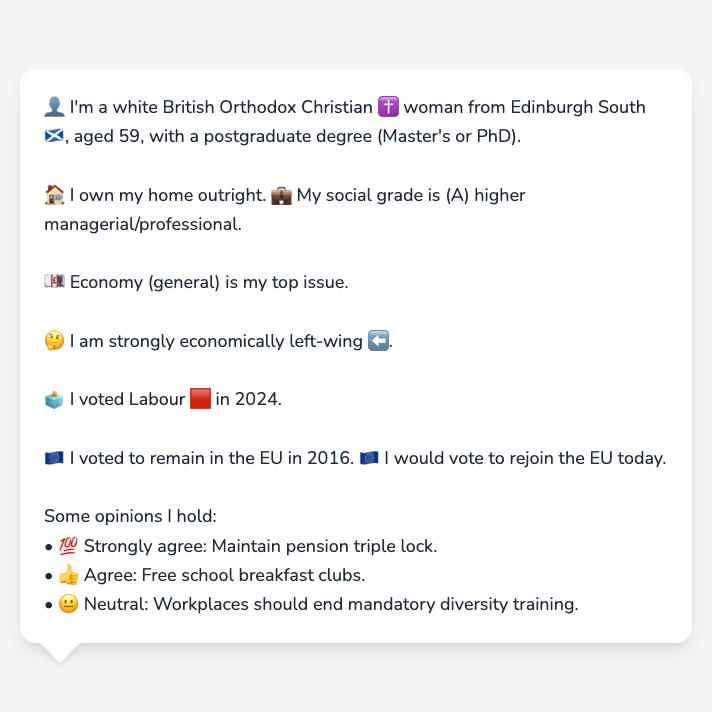 👤 I'm a white British Orthodox Christian ✝️ woman from Edinburgh South
🏴󠁧󠁢󠁳󠁣󠁴󠁿, aged 59, with a postgraduate degree (Master's or PhD).
🏠 I own my home outright. 💼 My social grade is (A) higher
managerial/professional.
💷 Economy (general) is my top issue.
🤔 I am strongly economically left-wing ⬅️.
🗳️ I voted Labour 🟥 in 2024.
🇪🇺 I voted to remain in the EU in 2016. 🇪🇺 I would vote to rejoin the EU today.
Some opinions I hold:
• 💯 Strongly agree: Maintain pension triple lock.
• 👍 Agree: Free school breakfast clubs.
• 😐 Neutral: Workplaces should end mandatory diversity training.